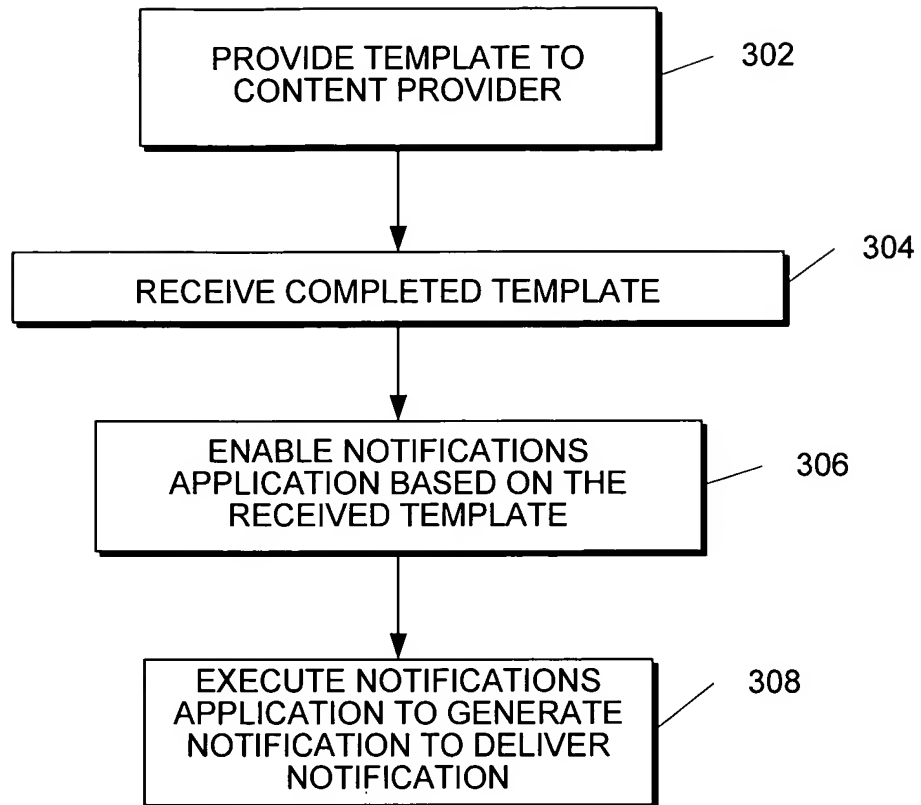 PROVIDE TEMPLATE TO
CONTENT PROVIDER
302
304
RECEIVE COMPLETED TEMPLATE
ENABLE NOTIFICATIONS
APPLICATION BASED ON THE
RECEIVED TEMPLATE
306
EXECUTE NOTIFICATIONS
APPLICATION TO GENERATE
NOTIFICATION TO DELIVER
NOTIFICATION
308